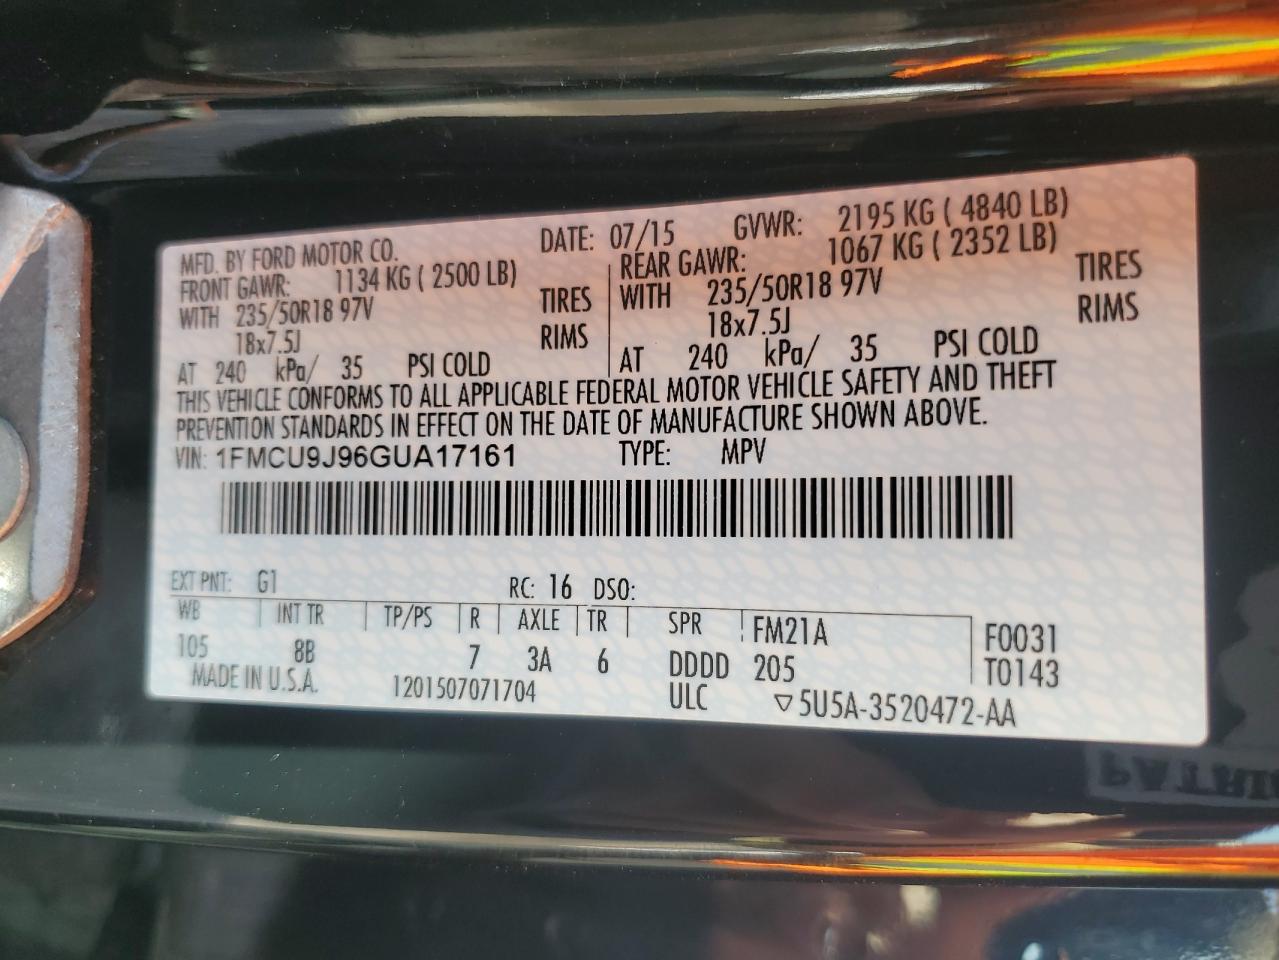 MFD. BY FORD MOTOR CO. DATE: 07/15 GVWR: 2195 KG ( 4840 LB)
FRONT GAWR: 1134 KG ( 2500 LB) REAR GAWR: 1067 KG ( 2352 LB)
WITH 235/50R18 97V TIRES WITH 235/50R18 97V TIRES
18x7.5J RIMS 18x7.5J RIMS
AT 240 kPa/ 35 PSI COLD AT 240 kPa/ 35 PSI COLD
THIS VEHICLE CONFORMS TO ALL APPLICABLE FEDERAL MOTOR VEHICLE SAFETY AND THEFT
PREVENTION STANDARDS IN EFFECT ON THE DATE OF MANUFACTURE SHOWN ABOVE.
VIN: 1FMCU9J96GUA17161 TYPE: MPV
EXT PNT: G1 RC: 16 DSO:
WB INT TR TP/PS R AXLE TR SPR FM21A F0031
105 8B 7 3A 6 DDDD 205 T0143
MADE IN U.S.A. 1201507071704 ULC ▽5U5A-3520472-AA